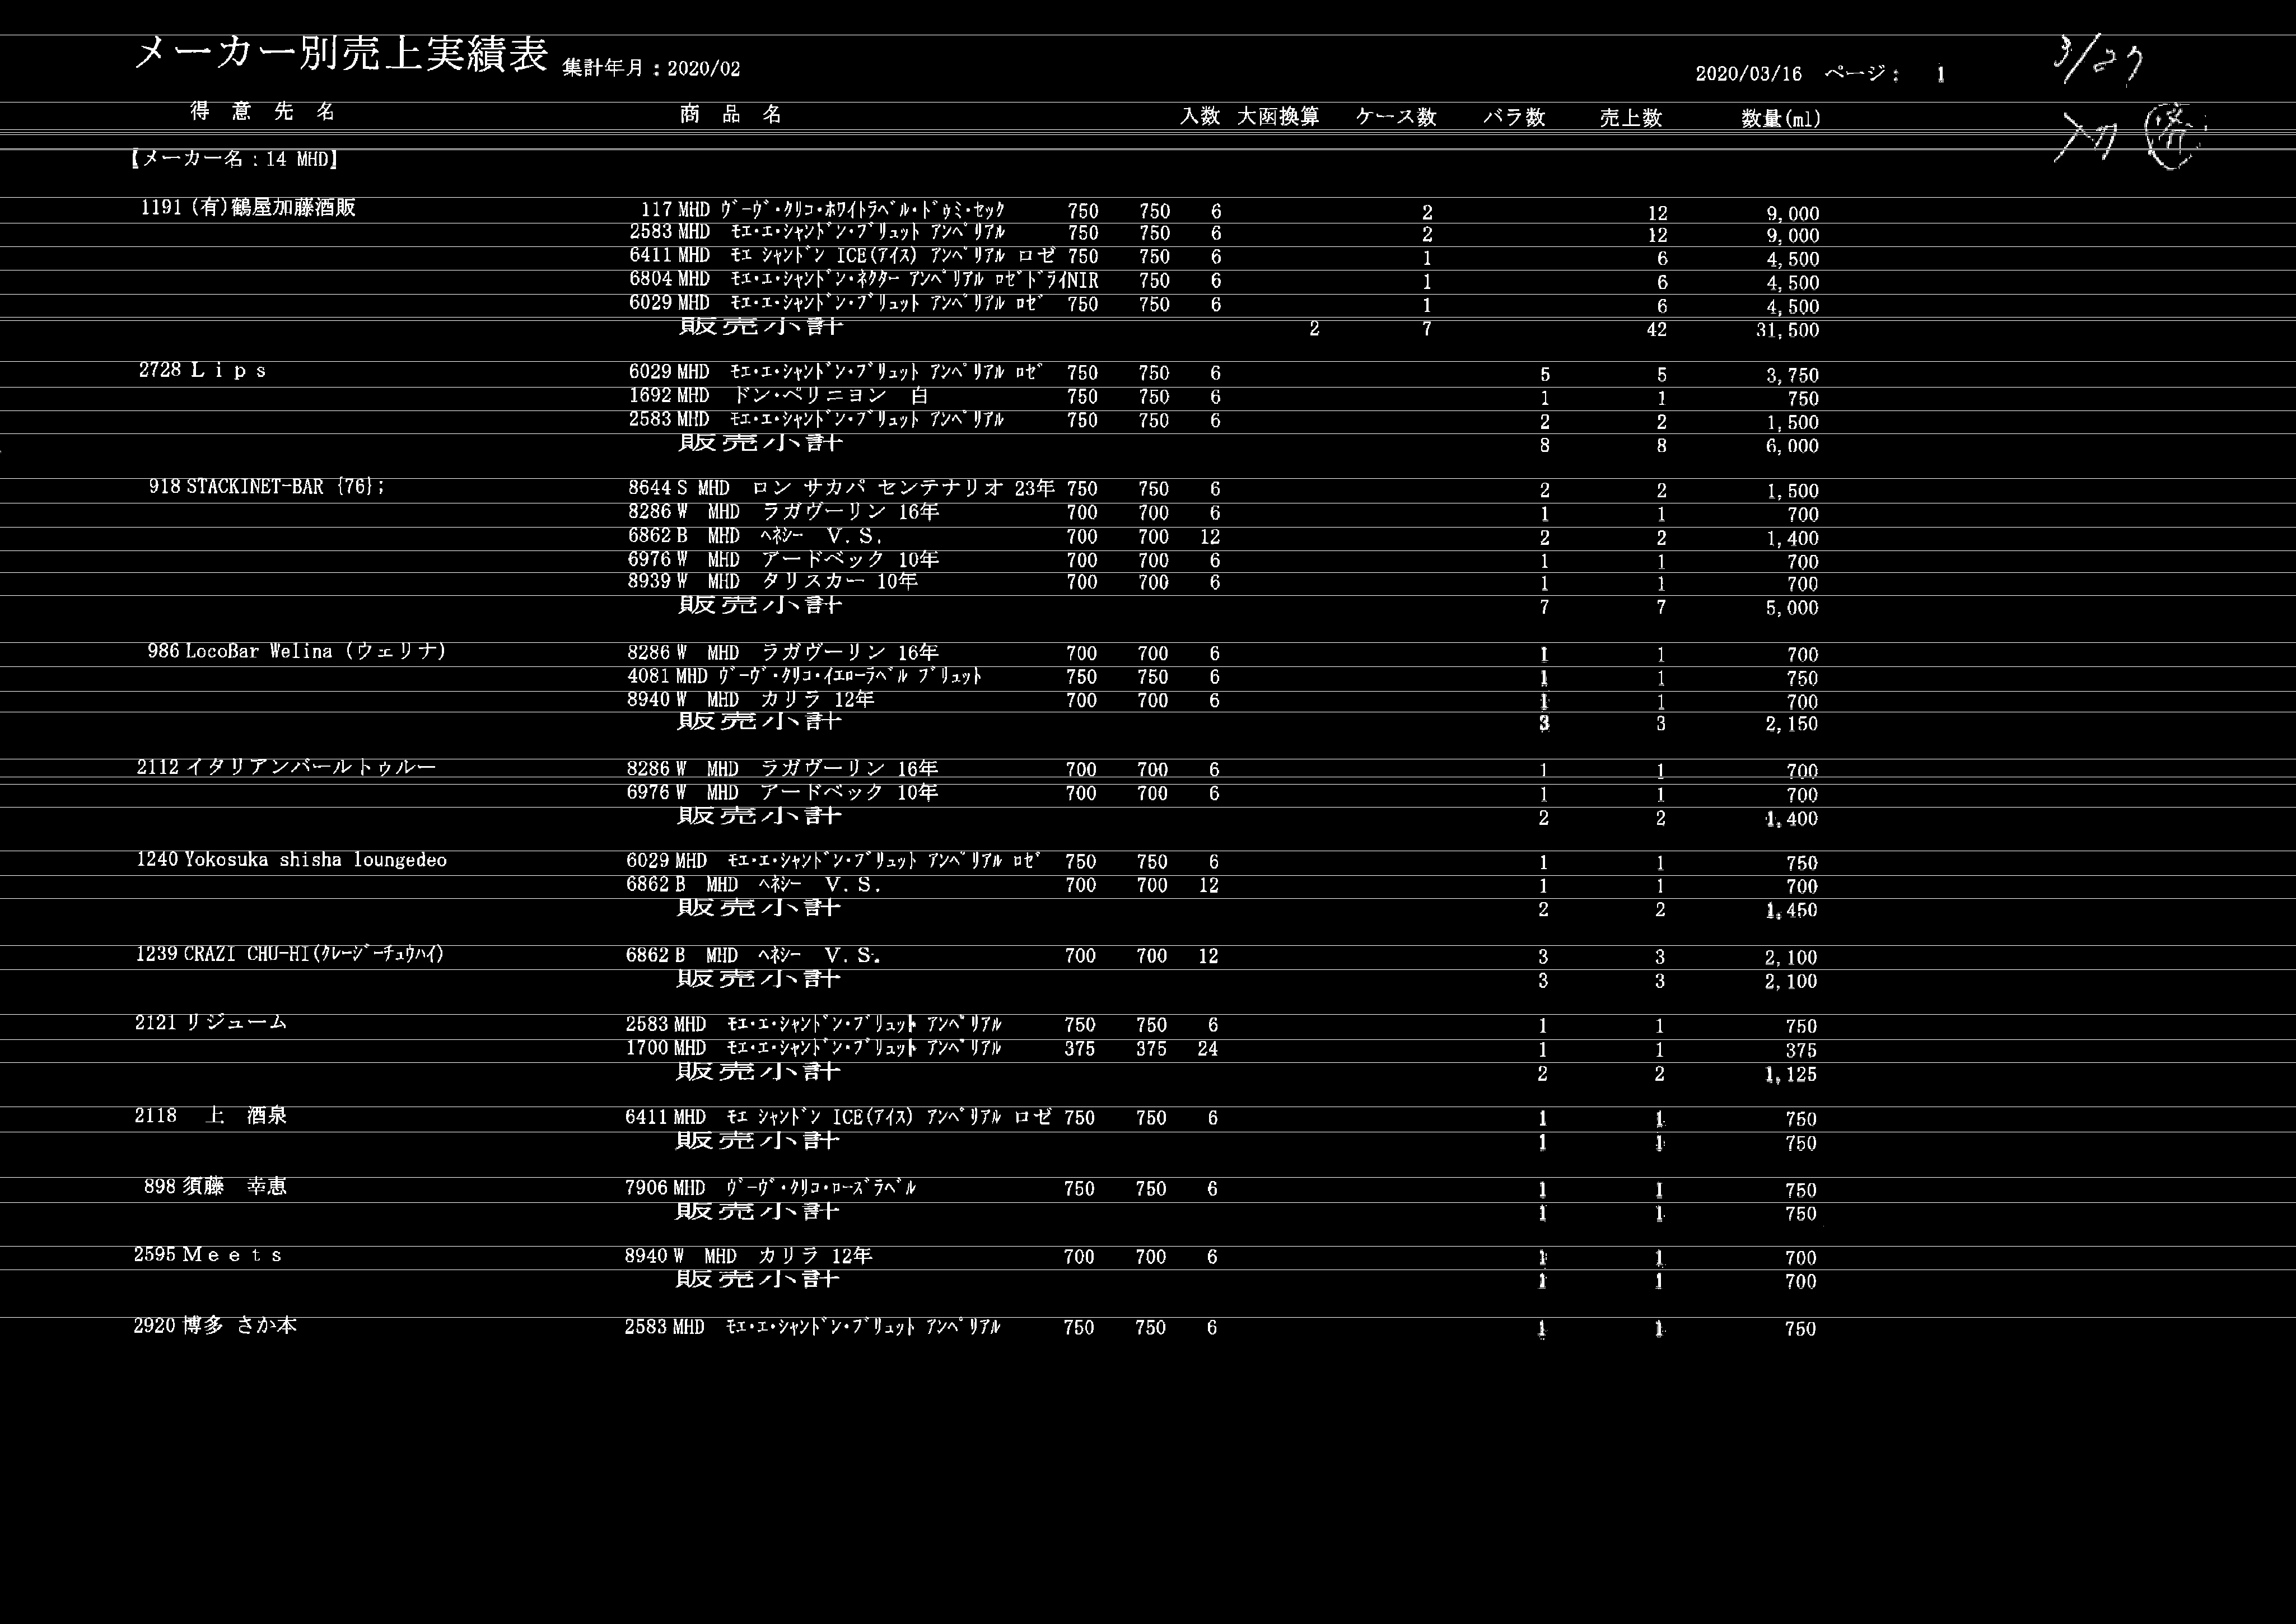 メーカー別売上実績表 集計年月：2020/02 2020/03/16 ページ： 1 3/27
得意先名 商品名 入数 大函換算 ケース数 バラ数 売上数 数量(ml)
【メーカー名：14 MHD】
1191 (有)鶴屋加藤酒販 117 MHD ｳﾞｰｳﾞ・ｸﾘｺ・ﾎﾜｲﾄﾗﾍﾞﾙ・ﾄﾞｩﾐ・ｾｯｸ 750 750 6 2 12 9,000
2583 MHD ﾓｴ・ｴ・ｼｬﾝﾄﾞﾝ・ﾌﾞﾘｭｯﾄ ｱﾝﾍﾟﾘｱﾙ 750 750 6 2 12 9,000
6411 MHD ﾓｴ ｼｬﾝﾄﾞﾝ ICE(ｱｲｽ) ｱﾝﾍﾟﾘｱﾙ ロゼ 750 750 6 1 6 4,500
6804 MHD ﾓｴ・ｴ・ｼｬﾝﾄﾞﾝ・ﾈｸﾀｰ ｱﾝﾍﾟﾘｱﾙ ﾛｾﾞﾄﾞﾗｲNIR 750 6 1 6 4,500
6029 MHD ﾓｴ・ｴ・ｼｬﾝﾄﾞﾝ・ﾌﾞﾘｭｯﾄ ｱﾝﾍﾟﾘｱﾙ ﾛｾﾞ 750 750 6 1 6 4,500
販売小計 2 7 42 31,500
2728 Ｌｉｐｓ 6029 MHD ﾓｴ・ｴ・ｼｬﾝﾄﾞﾝ・ﾌﾞﾘｭｯﾄ ｱﾝﾍﾟﾘｱﾙ ﾛｾﾞ 750 750 6 5 5 3,750
1692 MHD ドン・ペリニヨン 白 750 750 6 1 1 750
2583 MHD ﾓｴ・ｴ・ｼｬﾝﾄﾞﾝ・ﾌﾞﾘｭｯﾄ ｱﾝﾍﾟﾘｱﾙ 750 750 6 2 2 1,500
販売小計 8 8 6,000
918 STACKINET-BAR {76}; 8644 S MHD ロン サカパ センテナリオ 23年 750 750 6 2 2 1,500
8286 W MHD ラガヴーリン 16年 700 700 6 1 1 700
6862 B MHD ﾍﾈｼｰ Ｖ.Ｓ. 700 700 12 2 2 1,400
6976 W MHD アードベック 10年 700 700 6 1 1 700
8939 W MHD タリスカー 10年 700 700 6 1 1 700
販売小計 7 7 5,000
986 LocoBar Welina (ウェリナ) 8286 W MHD ラガヴーリン 16年 700 700 6 1 1 700
4081 MHD ｳﾞｰｳﾞ・ｸﾘｺ・ｲｴﾛｰﾗﾍﾞﾙ ﾌﾞﾘｭｯﾄ 750 750 6 1 1 750
8940 W MHD カリラ 12年 700 700 6 1 1 700
販売小計 3 3 2,150
2112 イタリアンバールトゥルー 8286 W MHD ラガヴーリン 16年 700 700 6 1 1 700
6976 W MHD アードベック 10年 700 700 6 1 1 700
販売小計 2 2 1,400
1240 Yokosuka shisha loungedeo 6029 MHD ﾓｴ・ｴ・ｼｬﾝﾄﾞﾝ・ﾌﾞﾘｭｯﾄ ｱﾝﾍﾟﾘｱﾙ ﾛｾﾞ 750 750 6 1 1 750
6862 B MHD ﾍﾈｼｰ Ｖ.Ｓ. 700 700 12 1 1 700
販売小計 2 2 1,450
1239 CRAZI CHU-HI(ｸﾚｰｼﾞｰﾁｭｳﾊｲ) 6862 B MHD ﾍﾈｼｰ Ｖ.Ｓ. 700 700 12 3 3 2,100
販売小計 3 3 2,100
2121 リジューム 2583 MHD ﾓｴ・ｴ・ｼｬﾝﾄﾞﾝ・ﾌﾞﾘｭｯﾄ ｱﾝﾍﾟﾘｱﾙ 750 750 6 1 1 750
1700 MHD ﾓｴ・ｴ・ｼｬﾝﾄﾞﾝ・ﾌﾞﾘｭｯﾄ ｱﾝﾍﾟﾘｱﾙ 375 375 24 1 1 375
販売小計 2 2 1,125
2118 上 酒泉 6411 MHD ﾓｴ ｼｬﾝﾄﾞﾝ ICE(ｱｲｽ) ｱﾝﾍﾟﾘｱﾙ ロゼ 750 750 6 1 1 750
販売小計 1 1 750
898 須藤 幸恵 7906 MHD ｳﾞｰｳﾞ・ｸﾘｺ・ﾛｰｽﾞﾗﾍﾞﾙ 750 750 6 1 1 750
販売小計 1 1 750
2595 Ｍｅｅｔｓ 8940 W MHD カリラ 12年 700 700 6 1 1 700
販売小計 1 1 700
2920 博多 さか本 2583 MHD ﾓｴ・ｴ・ｼｬﾝﾄﾞﾝ・ﾌﾞﾘｭｯﾄ ｱﾝﾍﾟﾘｱﾙ 750 750 6 1 1 750